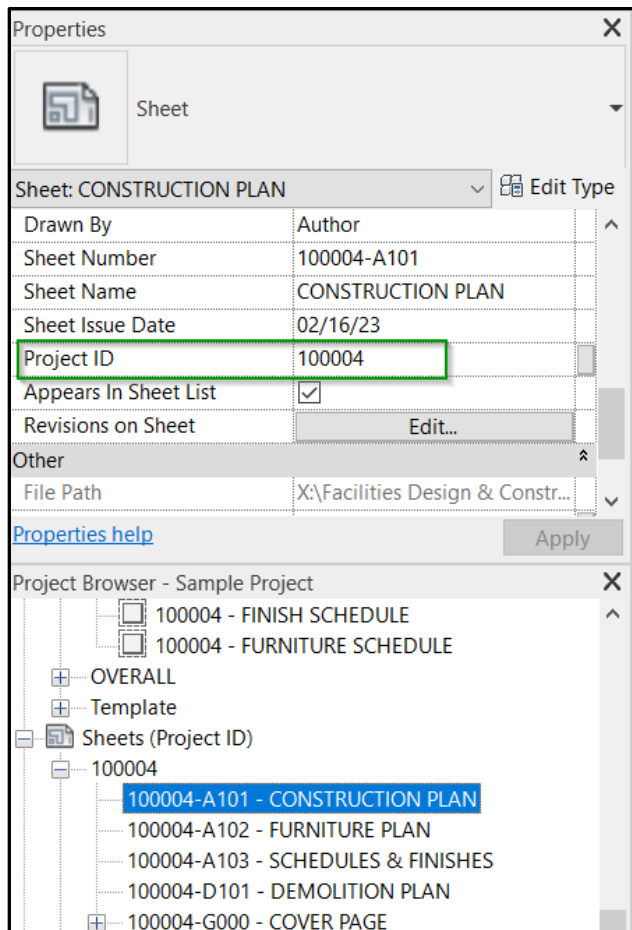 Properties
Sheet
Sheet: CONSTRUCTION PLAN Edit Type
Drawn By Author
Sheet Number 100004-A101
Sheet Name CONSTRUCTION PLAN
Sheet Issue Date 02/16/23
Project ID 100004
Appears In Sheet List
Revisions on Sheet Edit...
Other
File Path X:\Facilities Design & Constr...
Properties help Apply
Project Browser - Sample Project
100004 - FINISH SCHEDULE
100004 - FURNITURE SCHEDULE
OVERALL
Template
Sheets (Project ID)
100004
100004-A101 - CONSTRUCTION PLAN
100004-A102 - FURNITURE PLAN
100004-A103 - SCHEDULES & FINISHES
100004-D101 - DEMOLITION PLAN
100004-G000 - COVER PAGE